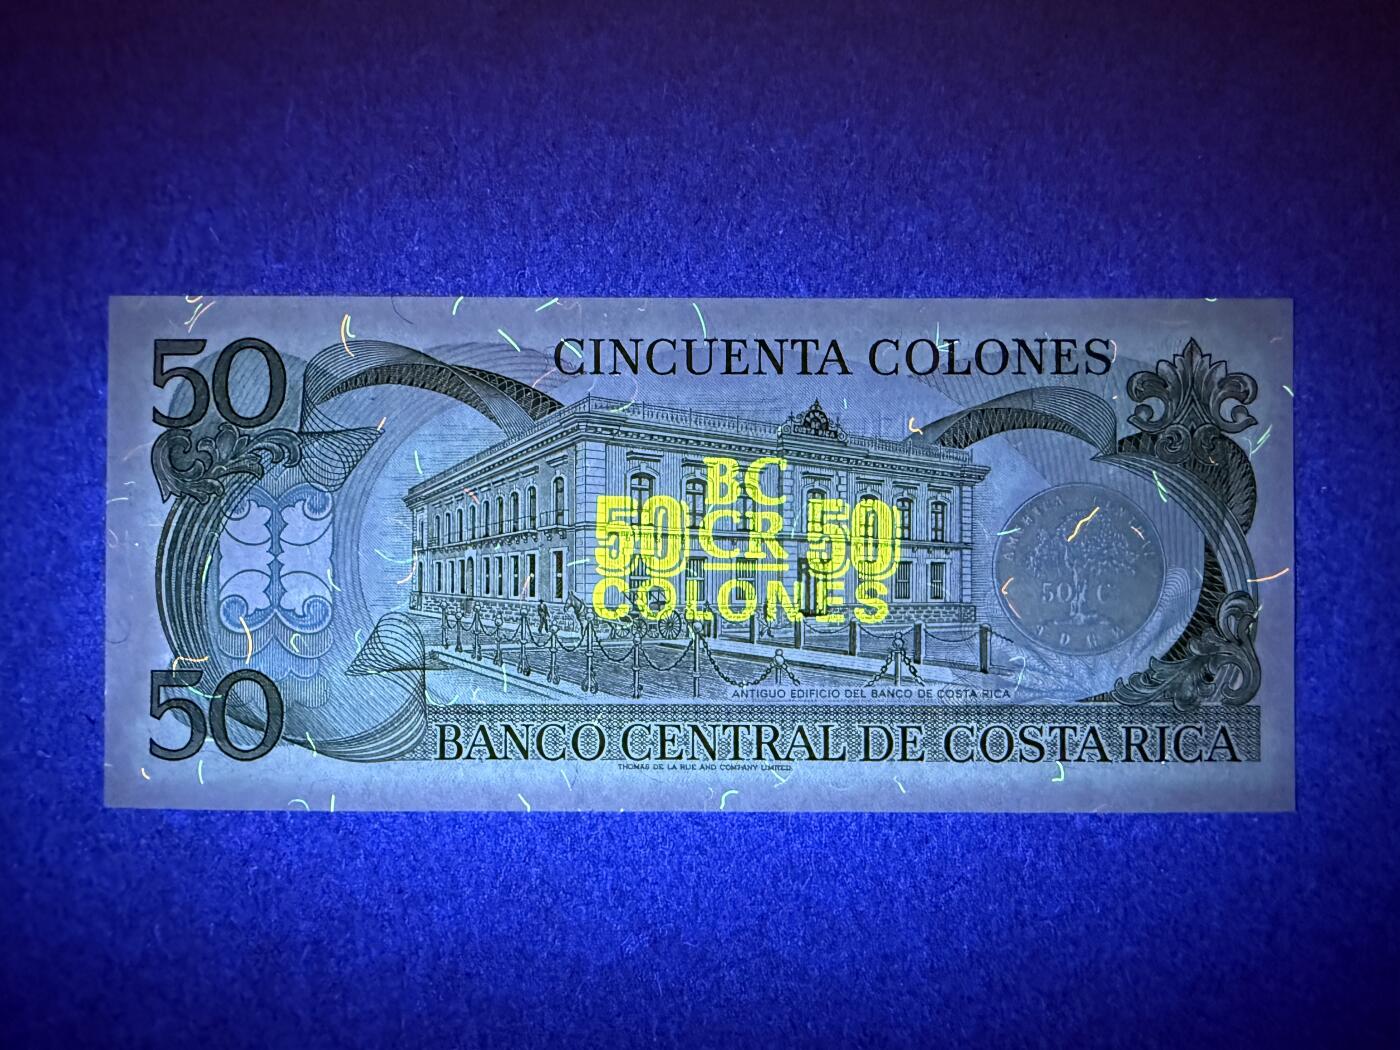 50
CINCUENTA COLONES
BC
50 CR 50
COLONES
50 C
ANTIGUO EDIFICIO DEL BANCO DE COSTA RICA
50
BANCO CENTRAL DE COSTA RICA
THOMAS DE LA RUE AND COMPANY LIMITED.